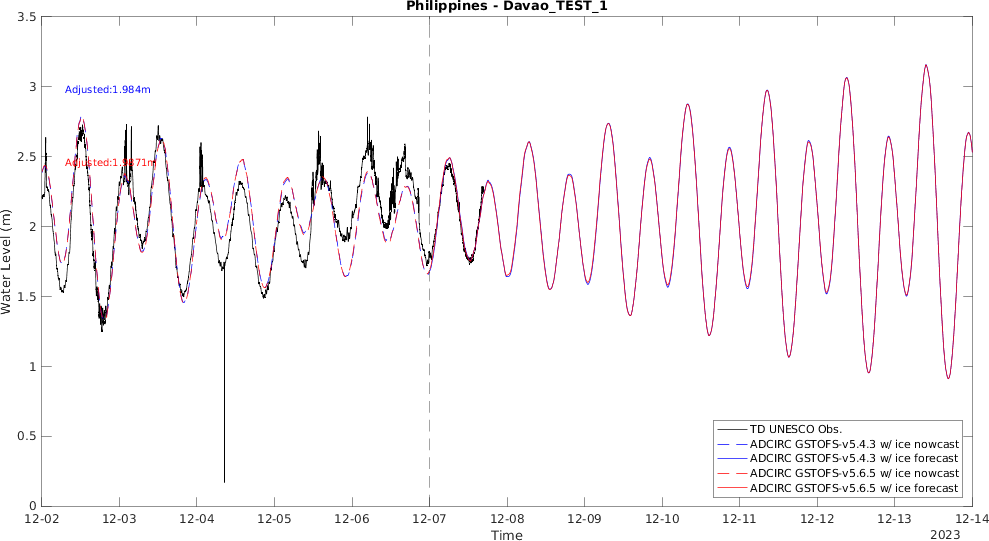 Philippines - Davao_TEST_1
3.5
3
2.5
2
1.5
1
0.5
0
Water Level (m)
Adjusted:1.984m
TD UNESCO Obs.
ADCIRC GSTOFS-v5.4.3 w/ ice nowcast
ADCIRC GSTOFS-v5.4.3 w/ ice forecast
ADCIRC GSTOFS-v5.6.5 w/ ice nowcast
ADCIRC GSTOFS-v5.6.5 w/ ice forecast
12-02 12-03 12-04 12-05 12-06 12-07 12-08 12-09 12-10 12-11 12-12 12-13 12-14
Time
2023